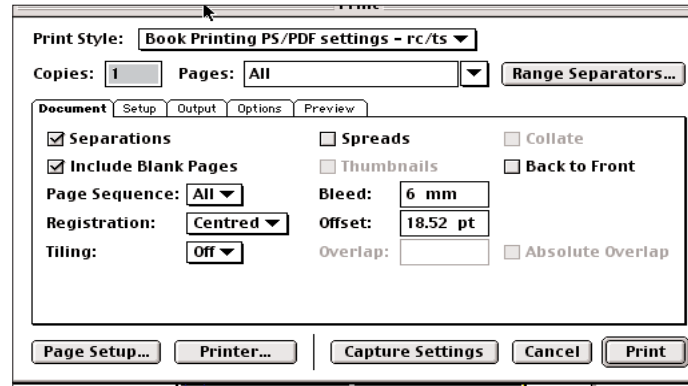 Print
Print Style: Book Printing PS/PDF settings – rc/ts
Copies: 1 Pages: All Range Separators...
Document Setup Output Options Preview
Separations Spreads Collate
Include Blank Pages Thumbnails Back to Front
Page Sequence: All Bleed: 6 mm
Registration: Centred Offset: 18.52 pt
Tiling: Off Overlap: Absolute Overlap
Page Setup... Printer... Capture Settings Cancel Print